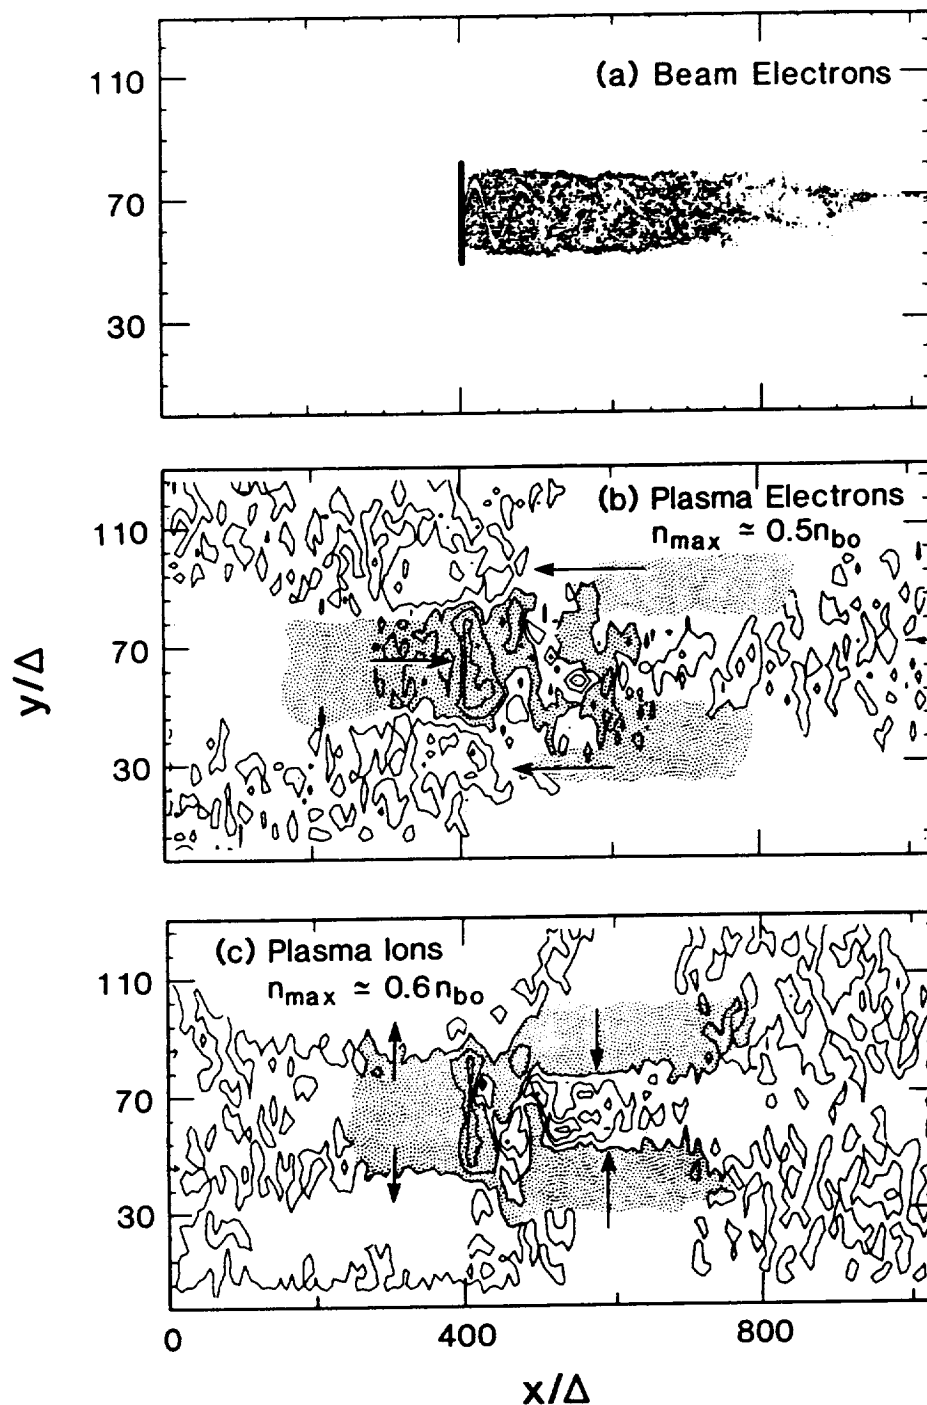 (a) Beam Electrons
110
70
30
(b) Plasma Electrons
n_max ≃ 0.5n_bo
110
70
30
y/Δ
(c) Plasma Ions
n_max ≃ 0.6n_bo
110
70
30
0 400 800
x/Δ